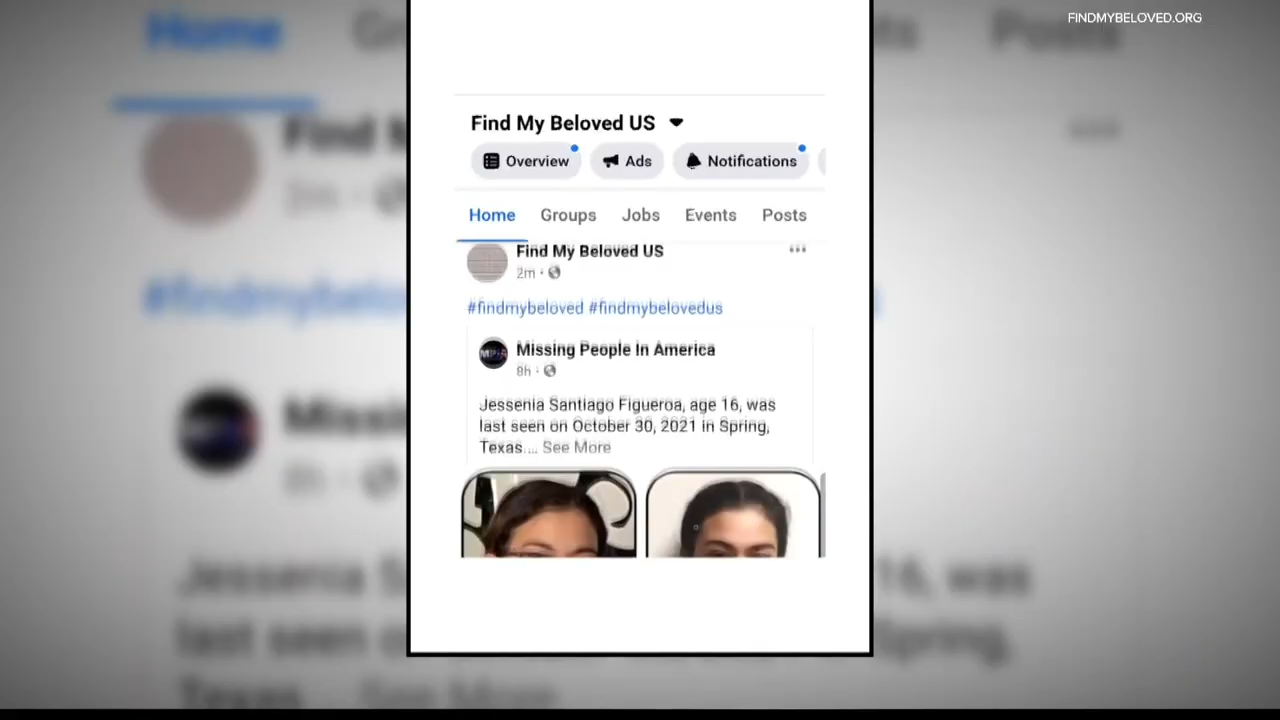 FINDMYBELOVED.ORG
Find My Beloved US
Overview Ads Notifications
Home Groups Jobs Events Posts
Find My Beloved US
2m
#findmybeloved #findmybelovedus
Missing People In America
8h
Jessenia Santiago Figueroa, age 16, was
last seen on October 30, 2021 in Spring,
Texas.... See More